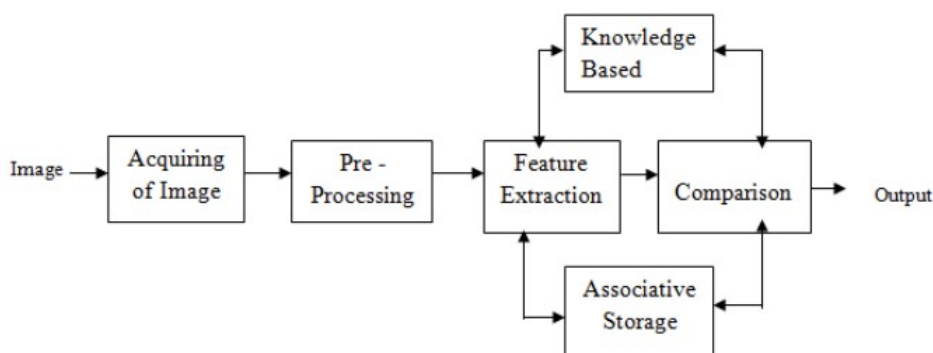 Knowledge
Based
Image
Acquiring
of Image
Pre -
Processing
Feature
Extraction
Comparison
Output
Associative
Storage